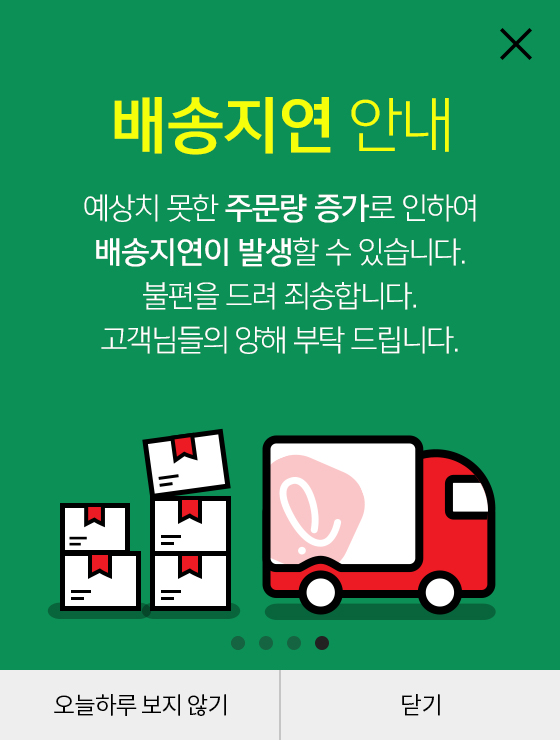 배송지연 안내
예상치 못한 주문량 증가로 인하여
배송지연이 발생할 수 있습니다.
불편을 드려 죄송합니다.
고객님들의 양해 부탁 드립니다.
오늘하루 보지 않기
닫기